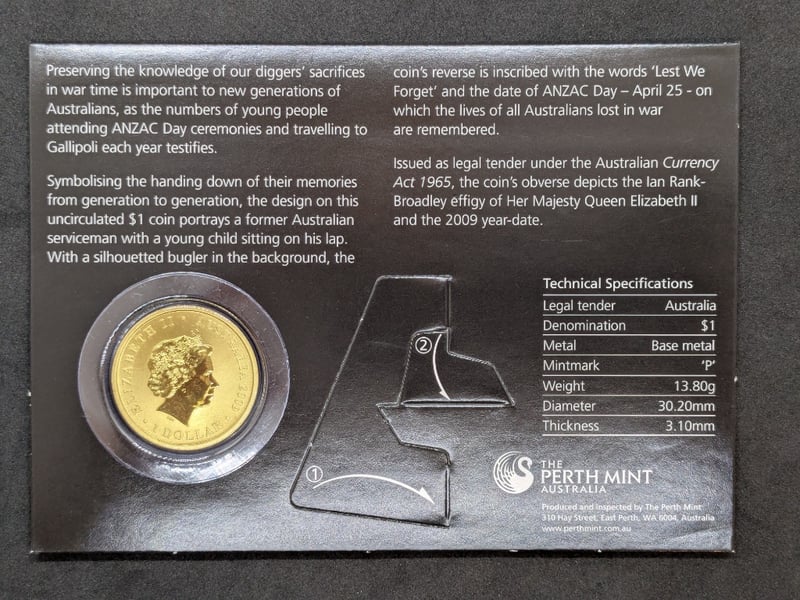 Preserving the knowledge of our diggers' sacrifices
in war time is important to new generations of
Australians, as the numbers of young people
attending ANZAC Day ceremonies and travelling to
Gallipoli each year testifies.
Symbolising the handing down of their memories
from generation to generation, the design on this
uncirculated $1 coin portrays a former Australian
serviceman with a young child sitting on his lap.
With a silhouetted bugler in the background, the
coin's reverse is inscribed with the words 'Lest We
Forget' and the date of ANZAC Day – April 25 - on
which the lives of all Australians lost in war
are remembered.
Issued as legal tender under the Australian Currency
Act 1965, the coin's obverse depicts the Ian Rank-
Broadley effigy of Her Majesty Queen Elizabeth II
and the 2009 year-date.
ELIZABETH II AUSTRALIA 2009
1 DOLLAR
1
2
Technical Specifications
Legal tender Australia
Denomination $1
Metal Base metal
Mintmark 'P'
Weight 13.80g
Diameter 30.20mm
Thickness 3.10mm
THE
PERTH MINT
AUSTRALIA
Produced and inspected by The Perth Mint
310 Hay Street, East Perth, WA 6004, Australia
www.perthmint.com.au